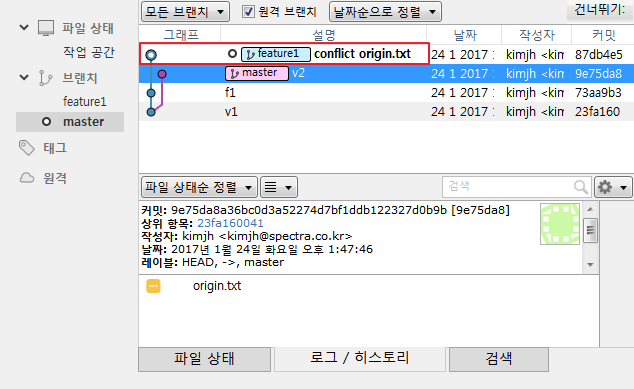 파일 상태
작업 공간
브랜치
feature1
master
태그
원격
모든 브랜치 원격 브랜치 날짜순으로 정렬 건너뛰기:
그래프 설명 날짜 작성자 커밋
feature1 conflict origin.txt 24 1 2017 kimjh <kim 87db4e5
master v2 24 1 2017 kimjh <kim 9e75da8
f1 24 1 2017 kimjh <kim 73aa9b3
v1 24 1 2017 kimjh <kim 23fa160
파일 상태순 정렬 검색
커밋: 9e75da8a36bc0d3a52274d7bf1ddb122327d0b9b [9e75da8]
상위 항목: 23fa160041
작성자: kimjh <kimjh@spectra.co.kr>
날짜: 2017년 1월 24일 화요일 오후 1:47:46
레이블: HEAD, ->, master
origin.txt
파일 상태 로그 / 히스토리 검색